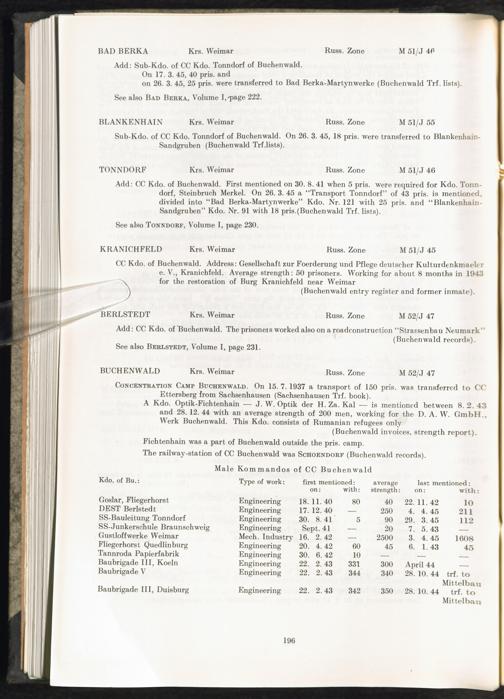 BAD BERKA Krs. Weimar Russ. Zone M 51/J 46
Add: Sub-Kdo. of CC Kdo. Tonndorf of Buchenwald.
On 17. 3. 45, 40 pris. and
on 26. 3. 45, 25 pris. were transferred to Bad Berka-Martynwerke (Buchenwald Trf. lists).
See also BAD BERKA, Volume I, page 222.
BLANKENHAIN Krs. Weimar Russ. Zone M 51/J 55
Sub-Kdo. of CC Kdo. Tonndorf of Buchenwald. On 26. 3. 45, 18 pris. were transferred to Blankenhain-
Sandgruben (Buchenwald Trf.lists).
TONNDORF Krs. Weimar Russ. Zone M 51/J 46
Add: CC Kdo. of Buchenwald. First mentioned on 30. 8. 41 when 5 pris. were required for Kdo. Tonn-
dorf, Steinbruch Merkel. On 26. 3. 45 a "Transport Tonndorf" of 43 pris. is mentioned,
divided into "Bad Berka-Martynwerke" Kdo. Nr. 121 with 25 pris. and "Blankenhain-
Sandgruben" Kdo. Nr. 91 with 18 pris.(Buchenwald Trf. lists).
See also TONNDORF, Volume I, page 230.
KRANICHFELD Krs. Weimar Russ. Zone M 51/J 45
CC Kdo. of Buchenwald. Address: Gesellschaft zur Foerderung und Pflege deutscher Kulturdenkmaeler
e. V., Kranichfeld. Average strength: 50 prisoners. Working for about 8 months in 1943
for the restoration of Burg Kranichfeld near Weimar
(Buchenwald entry register and former inmate).
BERLSTEDT Krs. Weimar Russ. Zone M 52/J 47
Add: CC Kdo. of Buchenwald. The prisoners worked also on a roadconstruction "Strassenbau Neumark"
(Buchenwald records).
See also BERLSTEDT, Volume I, page 231.
BUCHENWALD Krs. Weimar Russ. Zone M 52/J 47
CONCENTRATION CAMP BUCHENWALD. On 15. 7. 1937 a transport of 150 pris. was transferred to CC
Ettersberg from Sachsenhausen (Sachsenhausen Trf. book).
A Kdo. Optik-Fichtenhain — J. W. Optik der H. Za. Kal — is mentioned between 8. 2. 43
and 28. 12. 44 with an average strength of 200 men, working for the D. A. W. GmbH.,
Werk Buchenwald. This Kdo. consists of Rumanian refugees only
(Buchenwald invoices, strength report).
Fichtenhain was a part of Buchenwald outside the pris. camp.
The railway-station of CC Buchenwald was SCHOENDORF (Buchenwald records).
Male Kommandos of CC Buchenwald
Kdo. of Bu.: Type of work: first mentioned: average last mentioned:
on: with: strength: on: with:
Goslar, Fliegerhorst Engineering 18. 11. 40 80 40 22. 11. 42 10
DEST Berlstedt Engineering 17. 12. 40 — 250 4. 4. 45 211
SS-Bauleitung Tonndorf Engineering 30. 8. 41 5 90 29. 3. 45 112
SS-Junkerschule Braunschweig Engineering Sept. 41 — 20 7. 5. 43 —
Gustloffwerke Weimar Mech. Industry 16. 2. 42 — 2500 3. 4. 45 1608
Fliegerhorst Quedlinburg Engineering 20. 4. 42 60 45 6. 1. 43 45
Tannroda Papierfabrik Engineering 30. 6. 42 10 — — —
Baubrigade III, Koeln Engineering 22. 2. 43 331 300 April 44 —
Baubrigade V Engineering 22. 2. 43 344 340 28. 10. 44 trf. to
Mittelbau
Baubrigade III, Duisburg Engineering 22. 2. 43 342 350 28. 10. 44 trf. to
Mittelbau
196